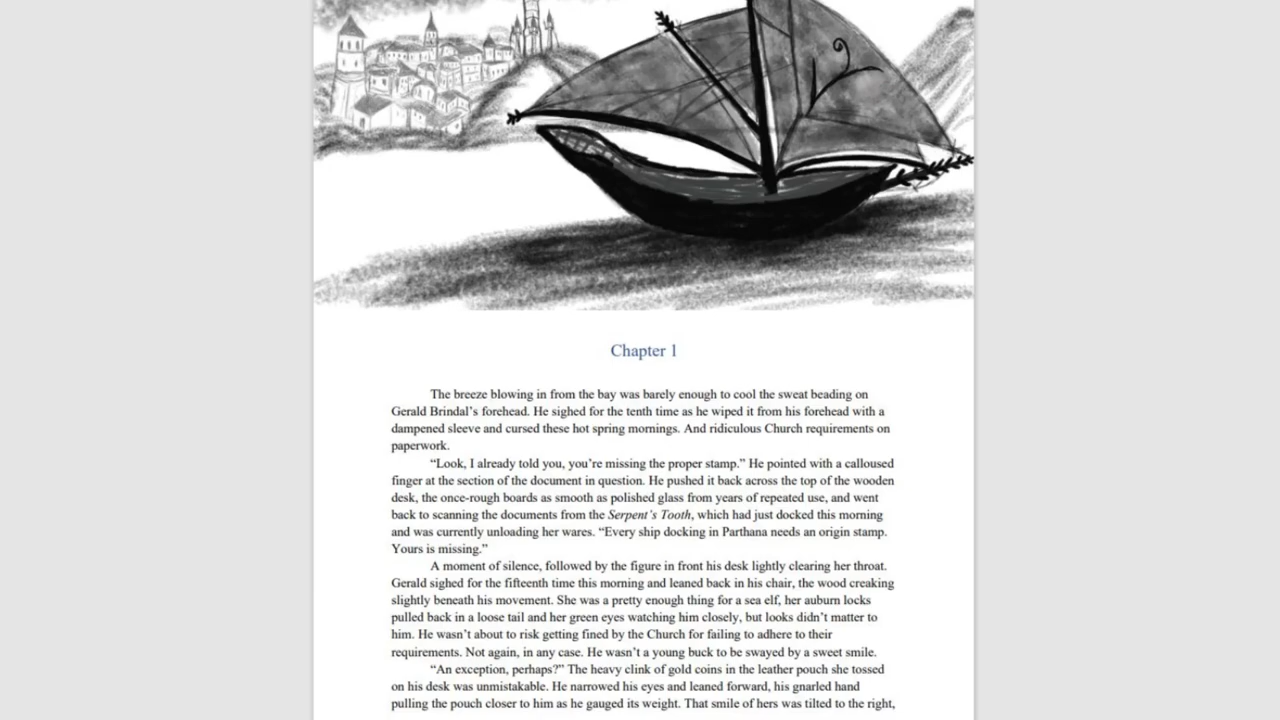 Chapter 1
The breeze blowing in from the bay was barely enough to cool the sweat beading on
Gerald Brindal’s forehead. He sighed for the tenth time as he wiped it from his forehead with a
dampened sleeve and cursed these hot spring mornings. And ridiculous Church requirements on
paperwork.
“Look, I already told you, you’re missing the proper stamp.” He pointed with a calloused
finger at the section of the document in question. He pushed it back across the top of the wooden
desk, the once-rough boards as smooth as polished glass from years of repeated use, and went
back to scanning the documents from the Serpent’s Tooth, which had just docked this morning
and was currently unloading her wares. “Every ship docking in Parthana needs an origin stamp.
Yours is missing.”
A moment of silence, followed by the figure in front his desk lightly clearing her throat.
Gerald sighed for the fifteenth time this morning and leaned back in his chair, the wood creaking
slightly beneath his movement. She was a pretty enough thing for a sea elf, her auburn locks
pulled back in a loose tail and her green eyes watching him closely, but looks didn’t matter to
him. He wasn’t about to risk getting fined by the Church for failing to adhere to their
requirements. Not again, in any case. He wasn’t a young buck to be swayed by a sweet smile.
“An exception, perhaps?” The heavy clink of gold coins in the leather pouch she tossed
on his desk was unmistakable. He narrowed his eyes and leaned forward, his gnarled hand
pulling the pouch closer to him as he gauged its weight. That smile of hers was tilted to the right,